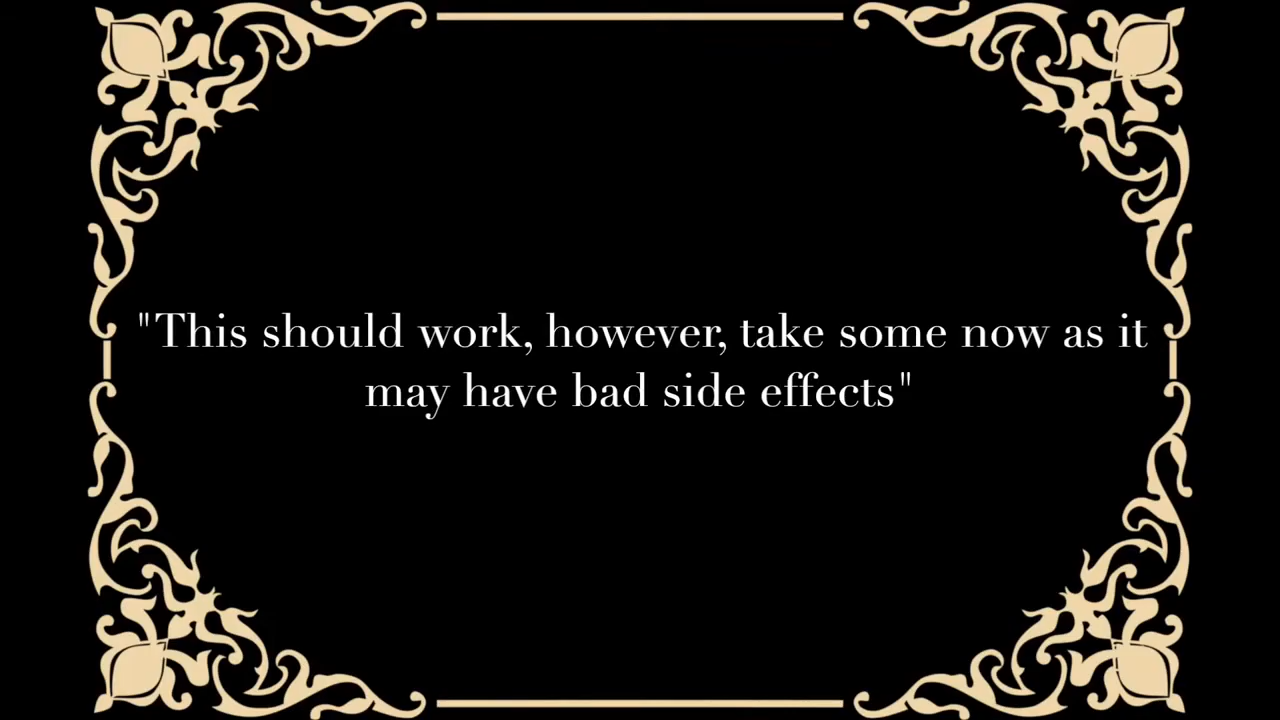 "This should work, however, take some now as it
may have bad side effects"